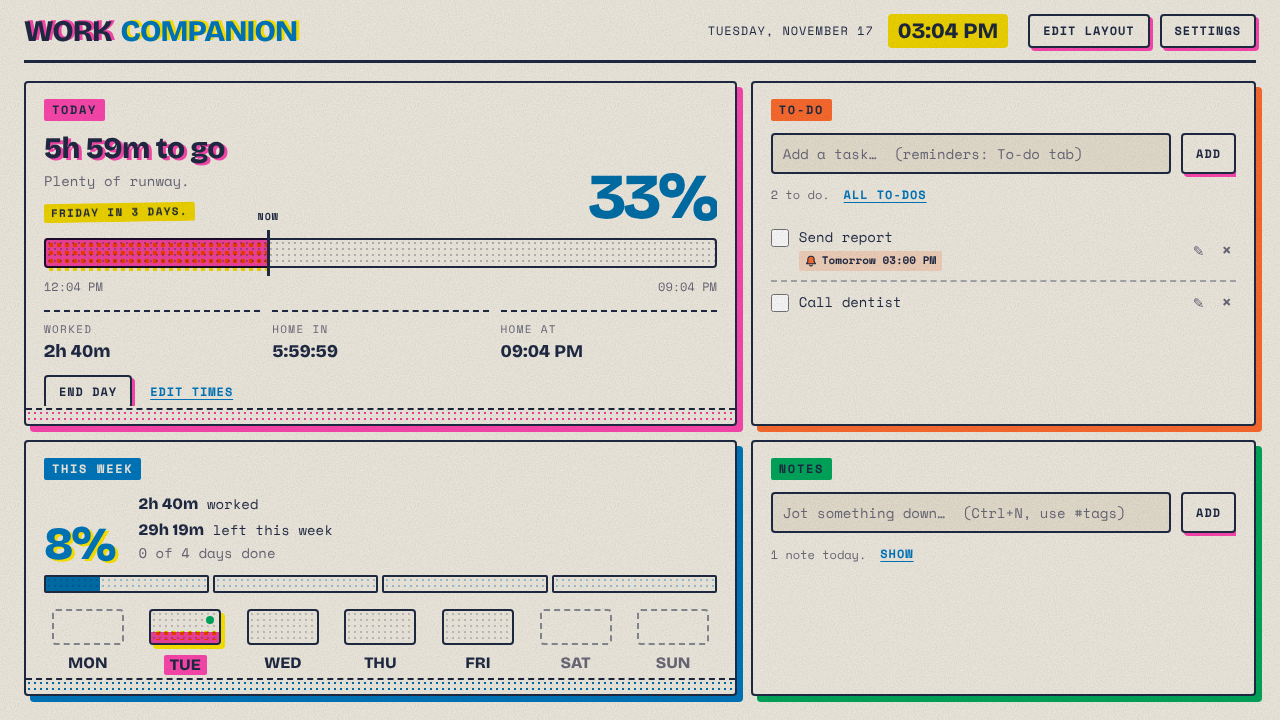 WORK COMPANION
TUESDAY, NOVEMBER 17
03:04 PM
EDIT LAYOUT
SETTINGS
TODAY
5h 59m to go
Plenty of runway.
FRIDAY IN 3 DAYS.
33%
NOW
12:04 PM
09:04 PM
WORKED
2h 40m
HOME IN
5:59:59
HOME AT
09:04 PM
END DAY
EDIT TIMES
TO-DO
Add a task… (reminders: To-do tab)
ADD
2 to do. ALL TO-DOS
Send report
Tomorrow 03:00 PM
Call dentist
THIS WEEK
8%
2h 40m worked
29h 19m left this week
0 of 4 days done
MON
TUE
WED
THU
FRI
SAT
SUN
NOTES
Jot something down… (Ctrl+N, use #tags)
ADD
1 note today. SHOW